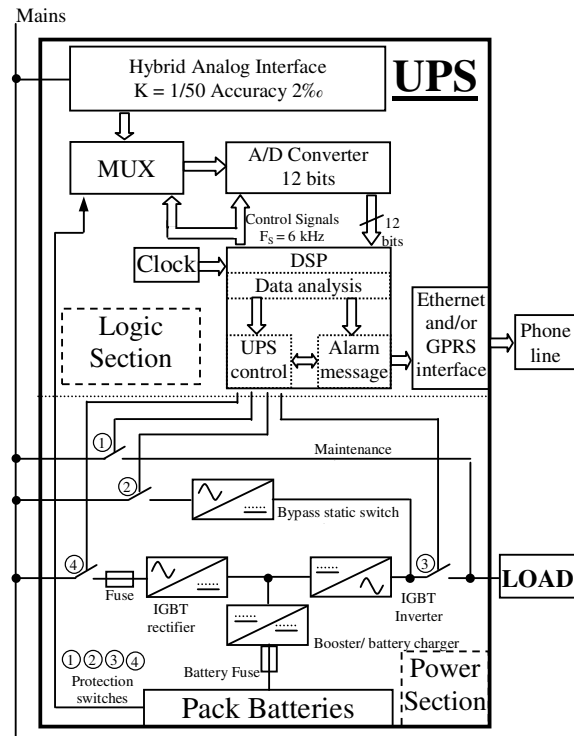 Mains
Hybrid Analog Interface
K = 1/50 Accuracy 2‰
UPS
MUX
A/D Converter
12 bits
Control Signals
F_S = 6 kHz
12
bits
Clock
DSP
Data analysis
Logic
Section
UPS
control
Alarm
message
Ethernet
and/or
GPRS
interface
Phone
line
1
Maintenance
2
Bypass static switch
4
Fuse
IGBT
rectifier
3
IGBT
Inverter
LOAD
Booster/ battery charger
1 2 3 4
Protection
switches
Battery Fuse
Power
Section
Pack Batteries